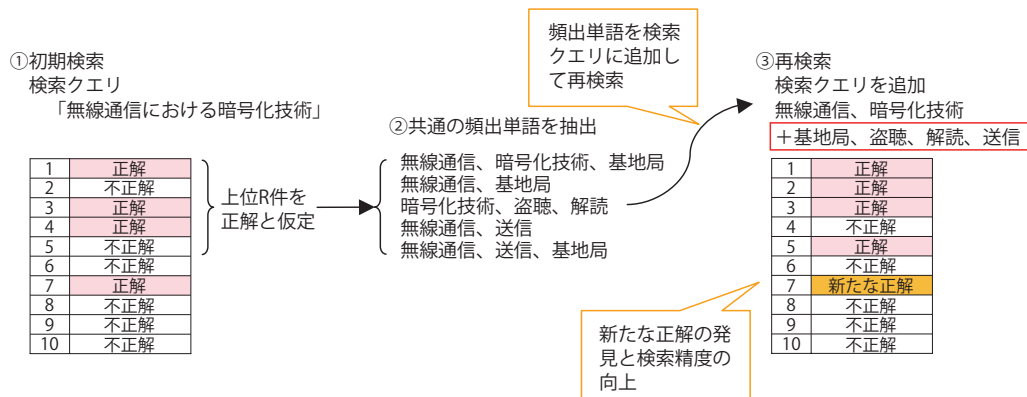 ①初期検索
検索クエリ
「無線通信における暗号化技術」
1 正解
2 不正解
3 正解
4 正解
5 不正解
6 不正解
7 正解
8 不正解
9 不正解
10 不正解
上位R件を
正解と仮定
②共通の頻出単語を抽出
無線通信、暗号化技術、基地局
無線通信、基地局
暗号化技術、盗聴、解読
無線通信、送信
無線通信、送信、基地局
頻出単語を検索
クエリに追加し
て再検索
③再検索
検索クエリを追加
無線通信、暗号化技術
＋基地局、盗聴、解読、送信
1 正解
2 正解
3 正解
4 不正解
5 正解
6 不正解
7 新たな正解
8 不正解
9 不正解
10 不正解
新たな正解の発
見と検索精度の
向上